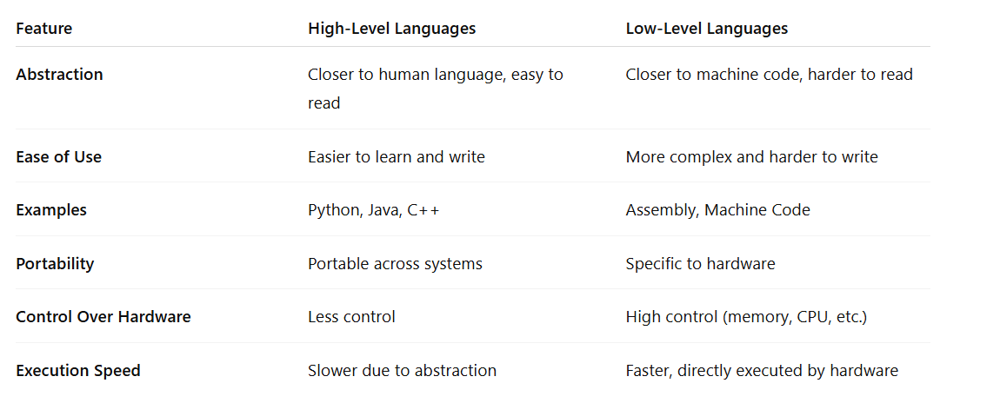 Feature High-Level Languages Low-Level Languages
Abstraction Closer to human language, easy to Closer to machine code, harder to read
read
Ease of Use Easier to learn and write More complex and harder to write
Examples Python, Java, C++ Assembly, Machine Code
Portability Portable across systems Specific to hardware
Control Over Hardware Less control High control (memory, CPU, etc.)
Execution Speed Slower due to abstraction Faster, directly executed by hardware